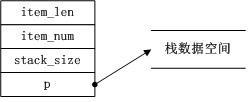 item_len
item_num
stack_size
p
栈数据空间